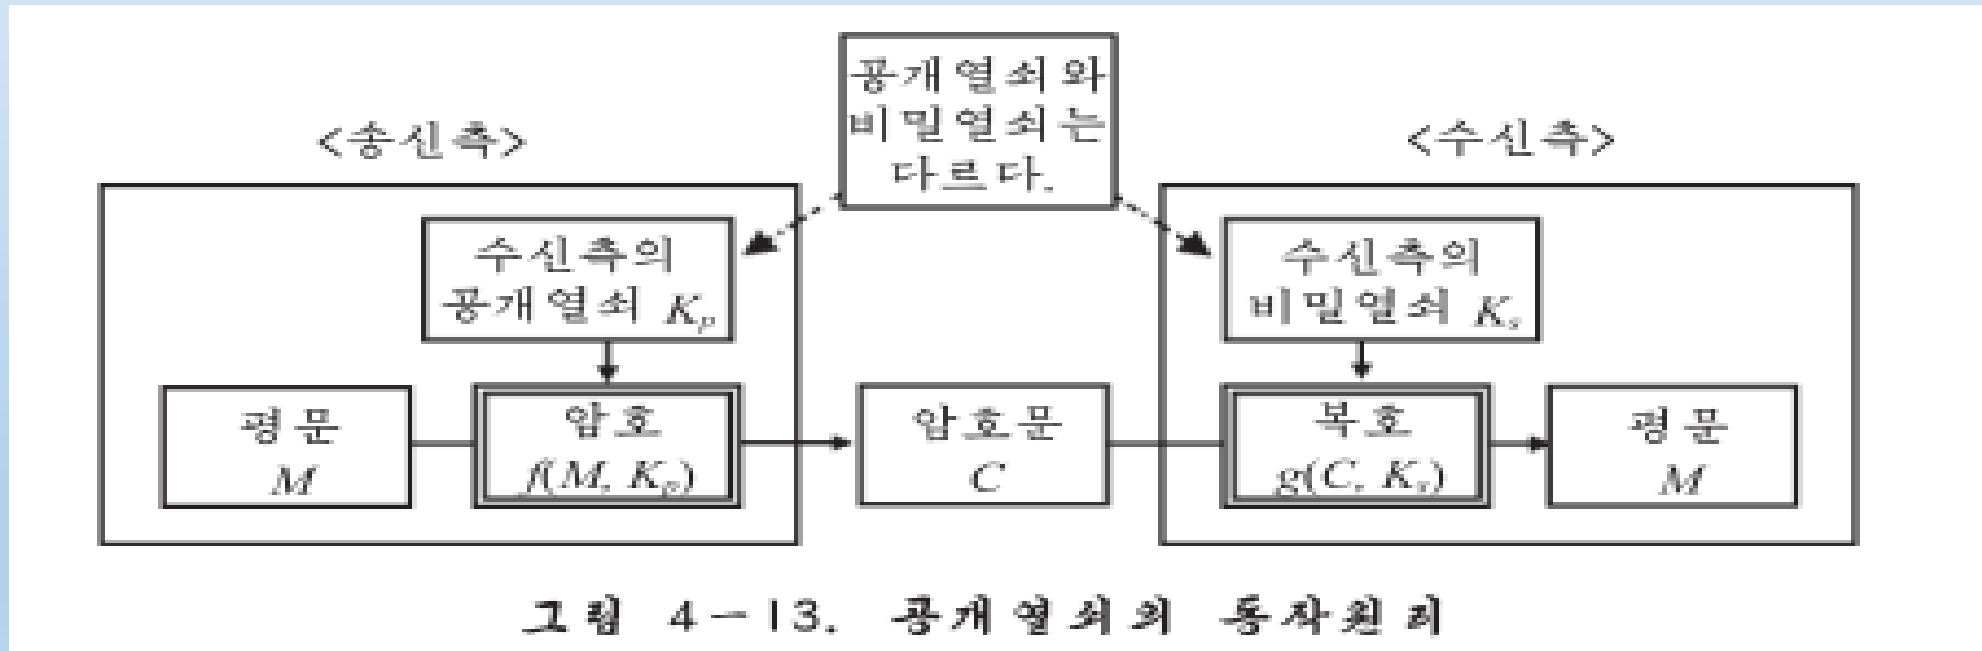 공개열쇠와
비밀열쇠는
다르다.
<송신측>
<수신측>
수신측의
공개열쇠 Kp
수신측의
비밀열쇠 Ks
평문
M
암호
f(M, Kp)
암호문
C
복호
g(C, Ks)
평문
M
그림 4-13. 공개열쇠의 동작원리